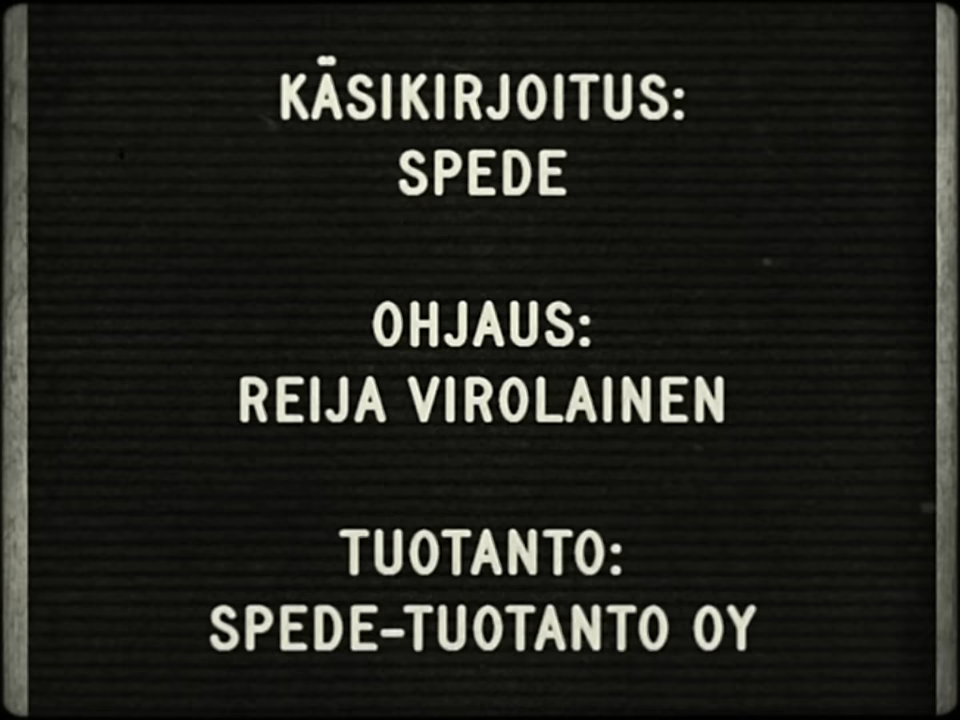 KÄSIKIRJOITUS:
SPEDE
OHJAUS:
REIJA VIROLAINEN
TUOTANTO:
SPEDE-TUOTANTO OY